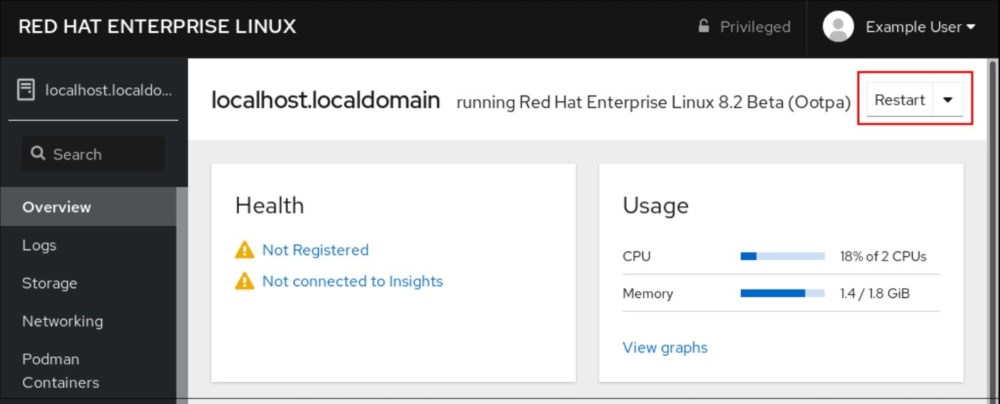 RED HAT ENTERPRISE LINUX
Privileged
Example User
localhost.localdo...
localhost.localdomain running Red Hat Enterprise Linux 8.2 Beta (Ootpa)
Restart
Search
Overview
Logs
Storage
Networking
Podman
Containers
Health
Not Registered
Not connected to Insights
Usage
CPU 18% of 2 CPUs
Memory 1.4 / 1.8 GiB
View graphs